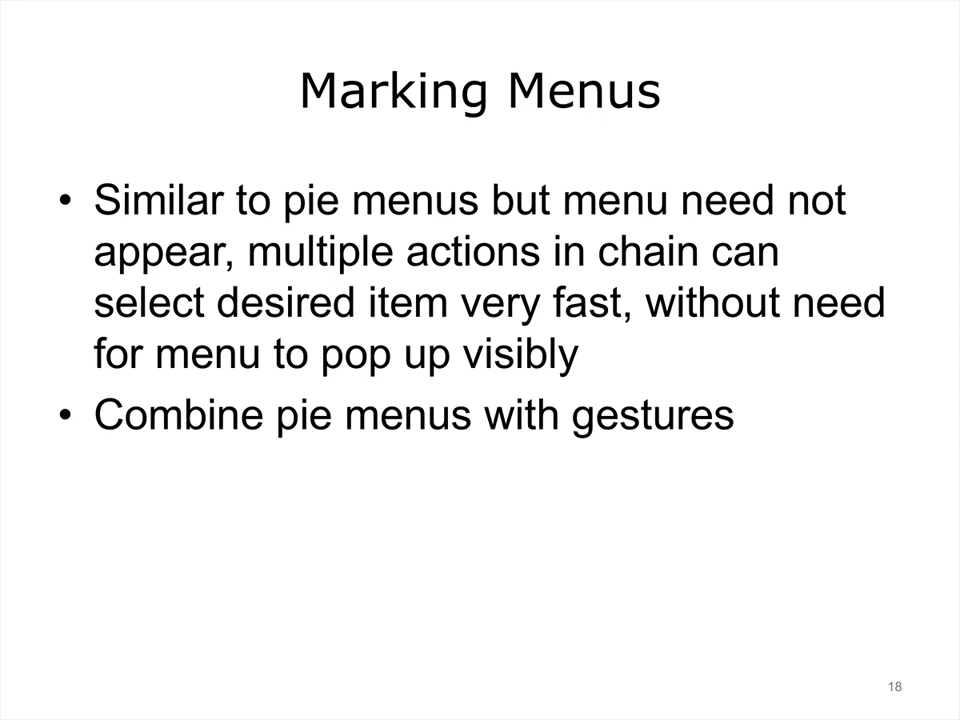 Marking Menus
• Similar to pie menus but menu need not
appear, multiple actions in chain can
select desired item very fast, without need
for menu to pop up visibly
• Combine pie menus with gestures
18